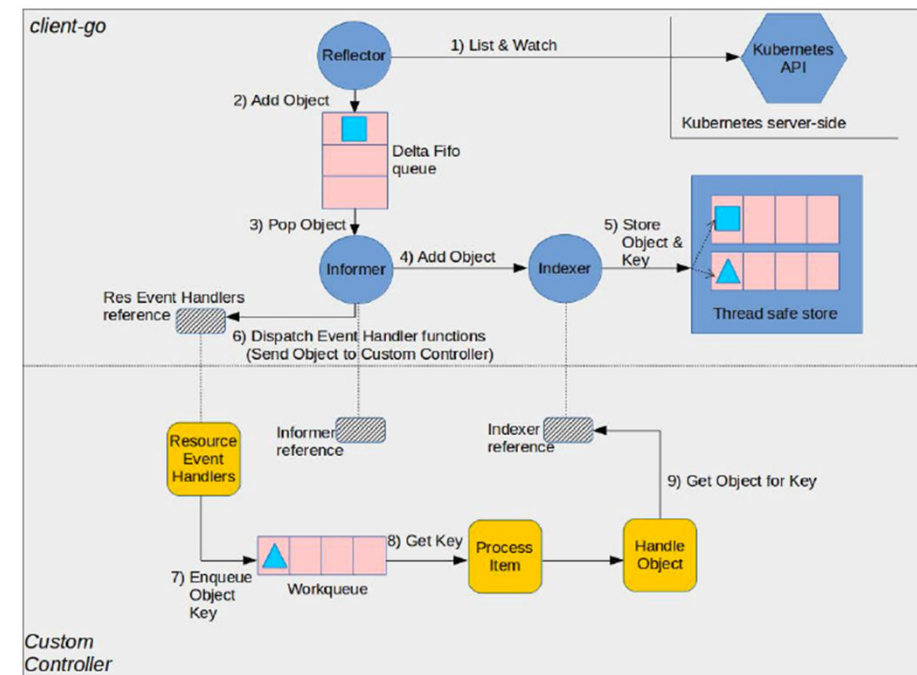 client-go
Reflector
1) List & Watch
Kubernetes
API
Kubernetes server-side
2) Add Object
Delta Fifo
queue
3) Pop Object
Informer
4) Add Object
Indexer
5) Store
Object &
Key
Thread safe store
Res Event Handlers
reference
6) Dispatch Event Handler functions
(Send Object to Custom Controller)
Resource
Event
Handlers
Informer
reference
Indexer
reference
9) Get Object for Key
7) Enqueue
Object
Key
Workqueue
8) Get Key
Process
Item
Handle
Object
Custom
Controller